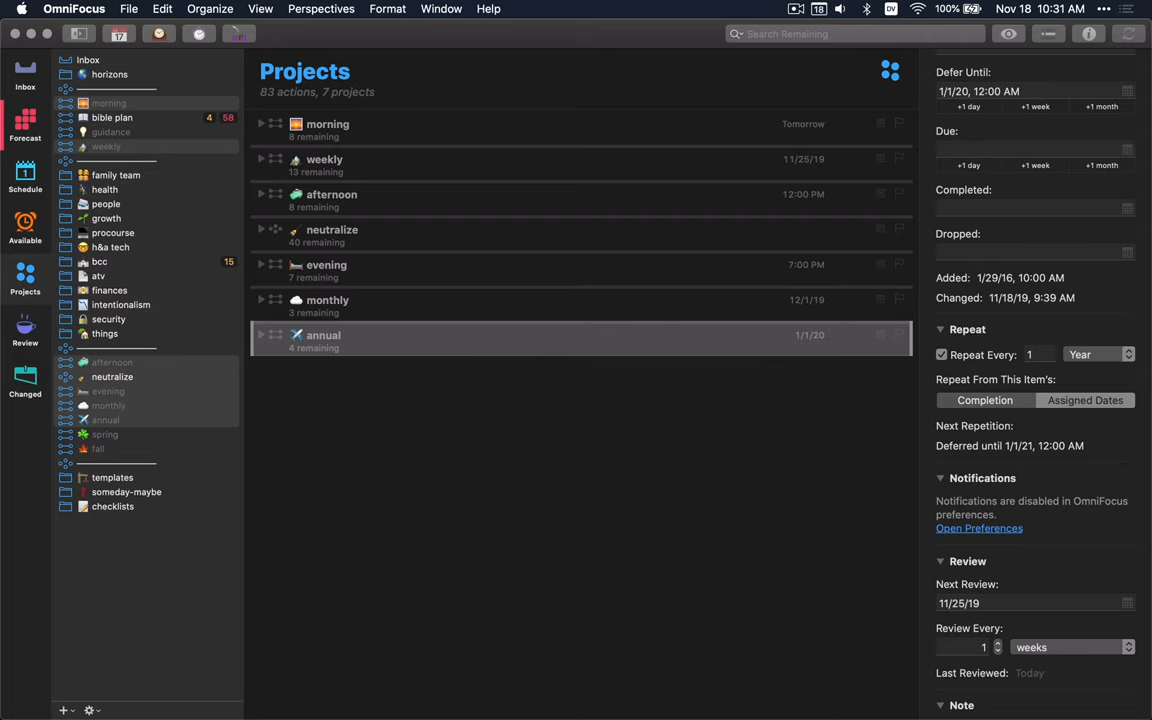 OmniFocus File Edit Organize View Perspectives Format Window Help 18 DV 100% Nov 18 10:31 AM
17
Search Remaining
Inbox
Forecast
1
Schedule
Available
Projects
Review
Changed
Inbox
horizons
morning
bible plan 4 58
guidance
weekly
family team
health
people
growth
procourse
h&a tech
bcc 15
atv
finances
intentionalism
security
things
afternoon
neutralize
evening
monthly
annual
spring
fall
templates
someday-maybe
checklists
Projects
83 actions, 7 projects
morning Tomorrow
8 remaining
weekly 11/25/19
13 remaining
afternoon 12:00 PM
8 remaining
neutralize
40 remaining
evening 7:00 PM
7 remaining
monthly 12/1/19
3 remaining
annual 1/1/20
4 remaining
Defer Until:
1/1/20, 12:00 AM
+1 day +1 week +1 month
Due:
+1 day +1 week +1 month
Completed:
Dropped:
Added: 1/29/16, 10:00 AM
Changed: 11/18/19, 9:39 AM
Repeat
Repeat Every: 1 Year
Repeat From This Item's:
Completion Assigned Dates
Next Repetition:
Deferred until 1/1/21, 12:00 AM
Notifications
Notifications are disabled in OmniFocus
preferences.
Open Preferences
Review
Next Review:
11/25/19
Review Every:
1 weeks
Last Reviewed: Today
Note